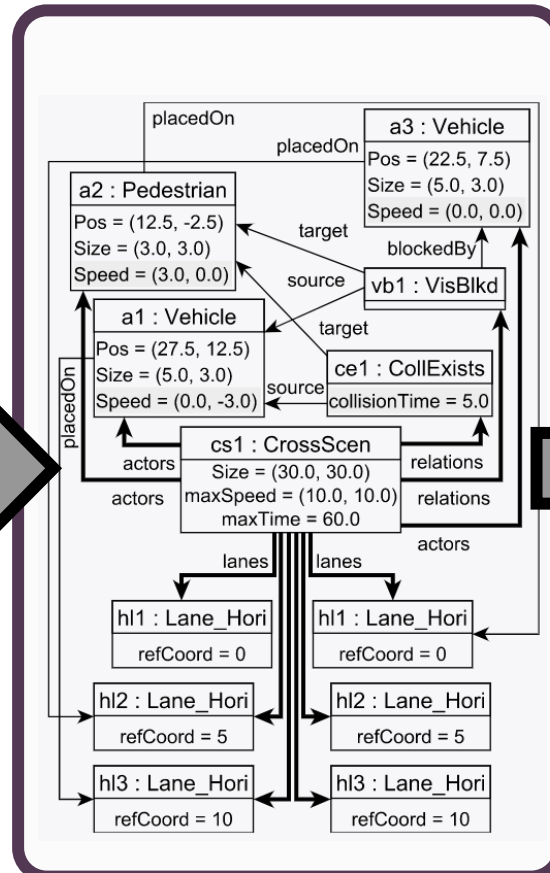 placedOn
placedOn
a3 : Vehicle
Pos = (22.5, 7.5)
Size = (5.0, 3.0)
Speed = (0.0, 0.0)
a2 : Pedestrian
Pos = (12.5, -2.5)
Size = (3.0, 3.0)
Speed = (3.0, 0.0)
target
blockedBy
source
vb1 : VisBlkd
a1 : Vehicle
Pos = (27.5, 12.5)
Size = (5.0, 3.0)
Speed = (0.0, -3.0)
target
placedOn
source
ce1 : CollExists
collisionTime = 5.0
cs1 : CrossScen
Size = (30.0, 30.0)
maxSpeed = (10.0, 10.0)
maxTime = 60.0
actors
relations
actors
relations
actors
lanes
lanes
hl1 : Lane_Hori
refCoord = 0
hl1 : Lane_Hori
refCoord = 0
hl2 : Lane_Hori
refCoord = 5
hl2 : Lane_Hori
refCoord = 5
hl3 : Lane_Hori
refCoord = 10
hl3 : Lane_Hori
refCoord = 10